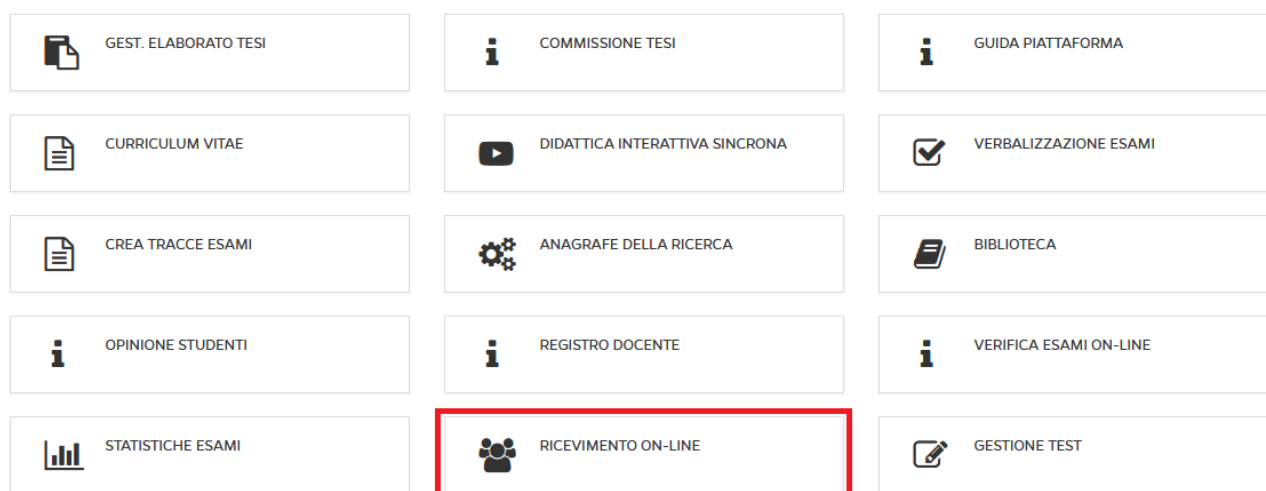 GEST. ELABORATO TESI
COMMISSIONE TESI
GUIDA PIATTAFORMA
CURRICULUM VITAE
DIDATTICA INTERATTIVA SINCRONA
VERBALIZZAZIONE ESAMI
CREA TRACCE ESAMI
ANAGRAFE DELLA RICERCA
BIBLIOTECA
OPINIONE STUDENTI
REGISTRO DOCENTE
VERIFICA ESAMI ON-LINE
STATISTICHE ESAMI
RICEVIMENTO ON-LINE
GESTIONE TEST